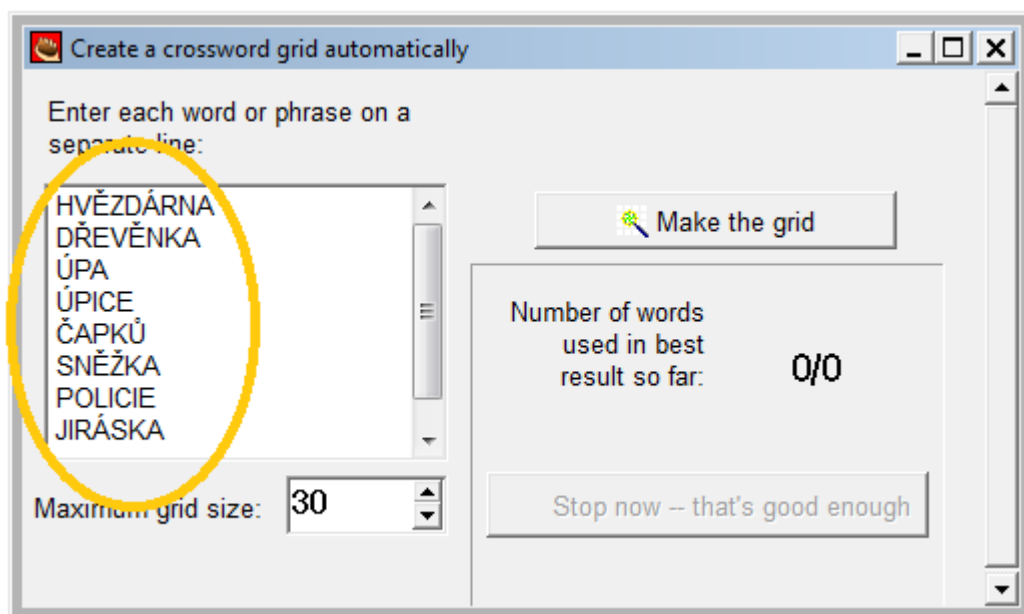 Create a crossword grid automatically
Enter each word or phrase on a
separate line:
HVĚZDÁRNA
DŘEVĚNKA
ÚPA
ÚPICE
ČAPKŮ
SNĚŽKA
POLICIE
JIRÁSKA
Make the grid
Number of words
used in best
result so far:
0/0
Maximum grid size:
30
Stop now -- that's good enough